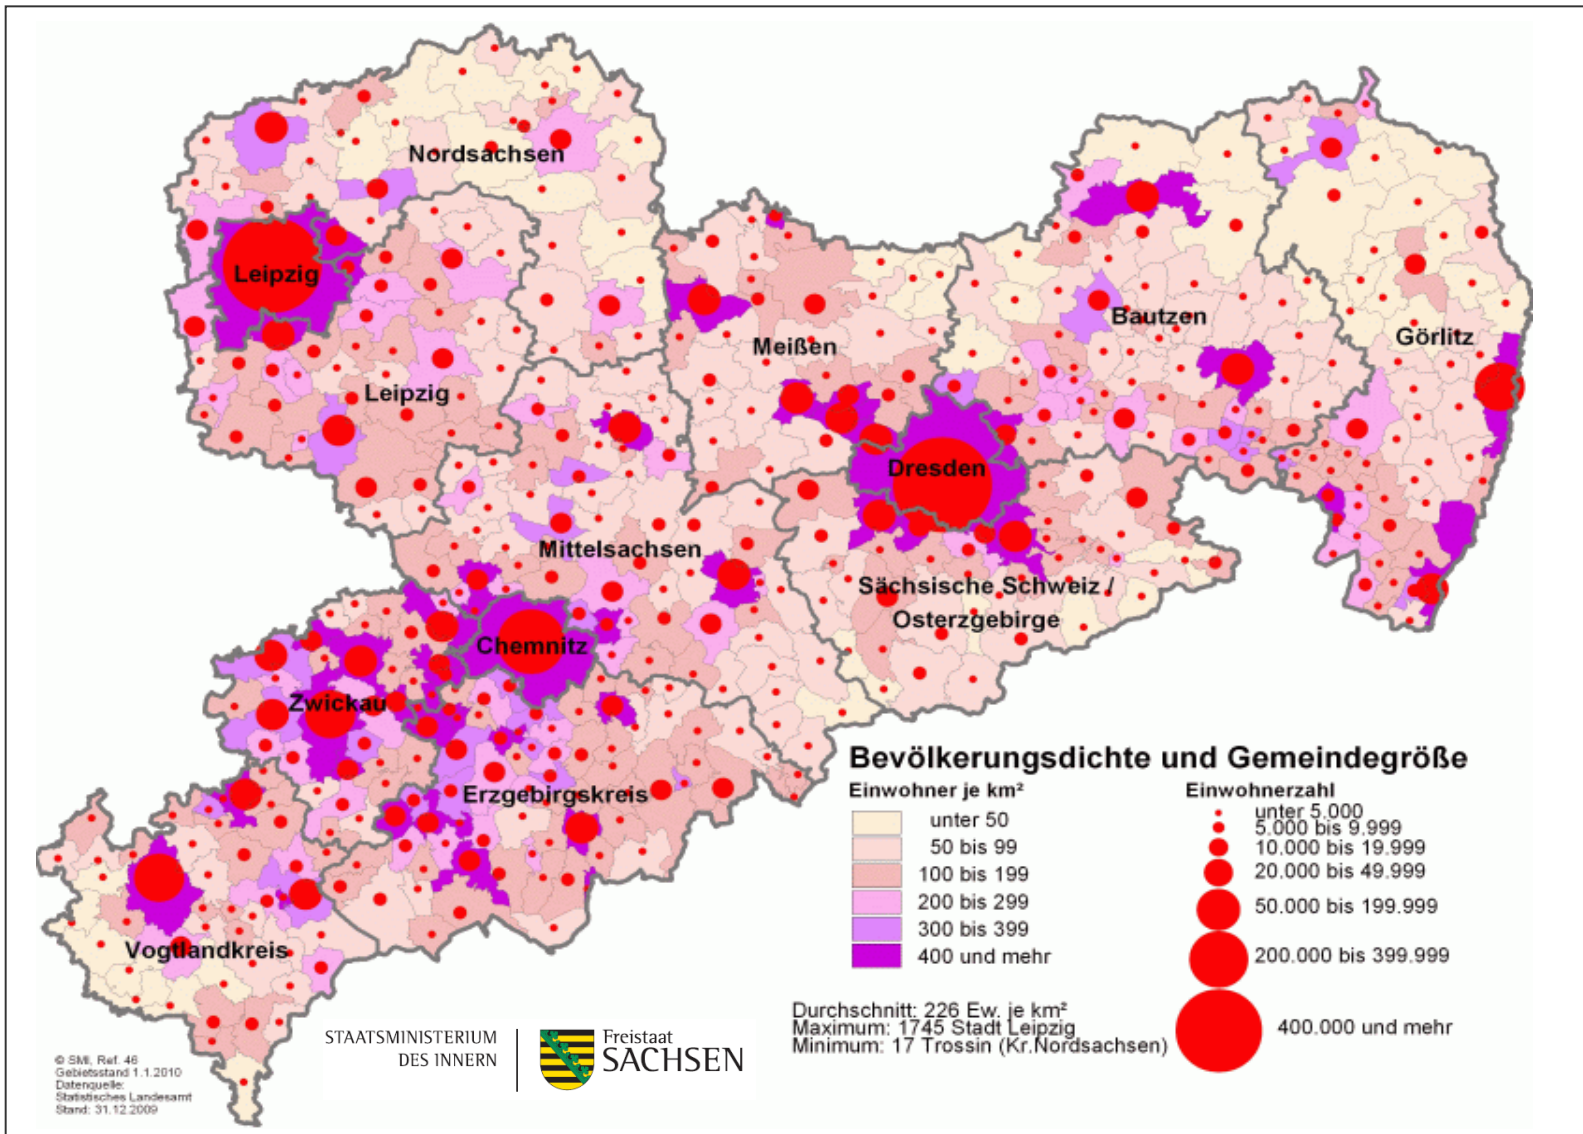 Nordsachsen
Leipzig
Bautzen
Görlitz
Meißen
Leipzig
Dresden
Mittelsachsen
Sächsische Schweiz /
Osterzgebirge
Chemnitz
Zwickau
Erzgebirgskreis
Vogtlandkreis
Bevölkerungsdichte und Gemeindegröße
Einwohner je km²
unter 50
50 bis 99
100 bis 199
200 bis 299
300 bis 399
400 und mehr
Einwohnerzahl
unter 5.000
5.000 bis 9.999
10.000 bis 19.999
20.000 bis 49.999
50.000 bis 199.999
200.000 bis 399.999
400.000 und mehr
Durchschnitt: 226 Ew. je km²
Maximum: 1745 Stadt Leipzig
Minimum: 17 Trossin (Kr.Nordsachsen)
STAATSMINISTERIUM
DES INNERN
Freistaat
SACHSEN
© SMI, Ref. 46
Gebietsstand 1.1.2010
Datenquelle:
Statistisches Landesamt
Stand: 31.12.2009